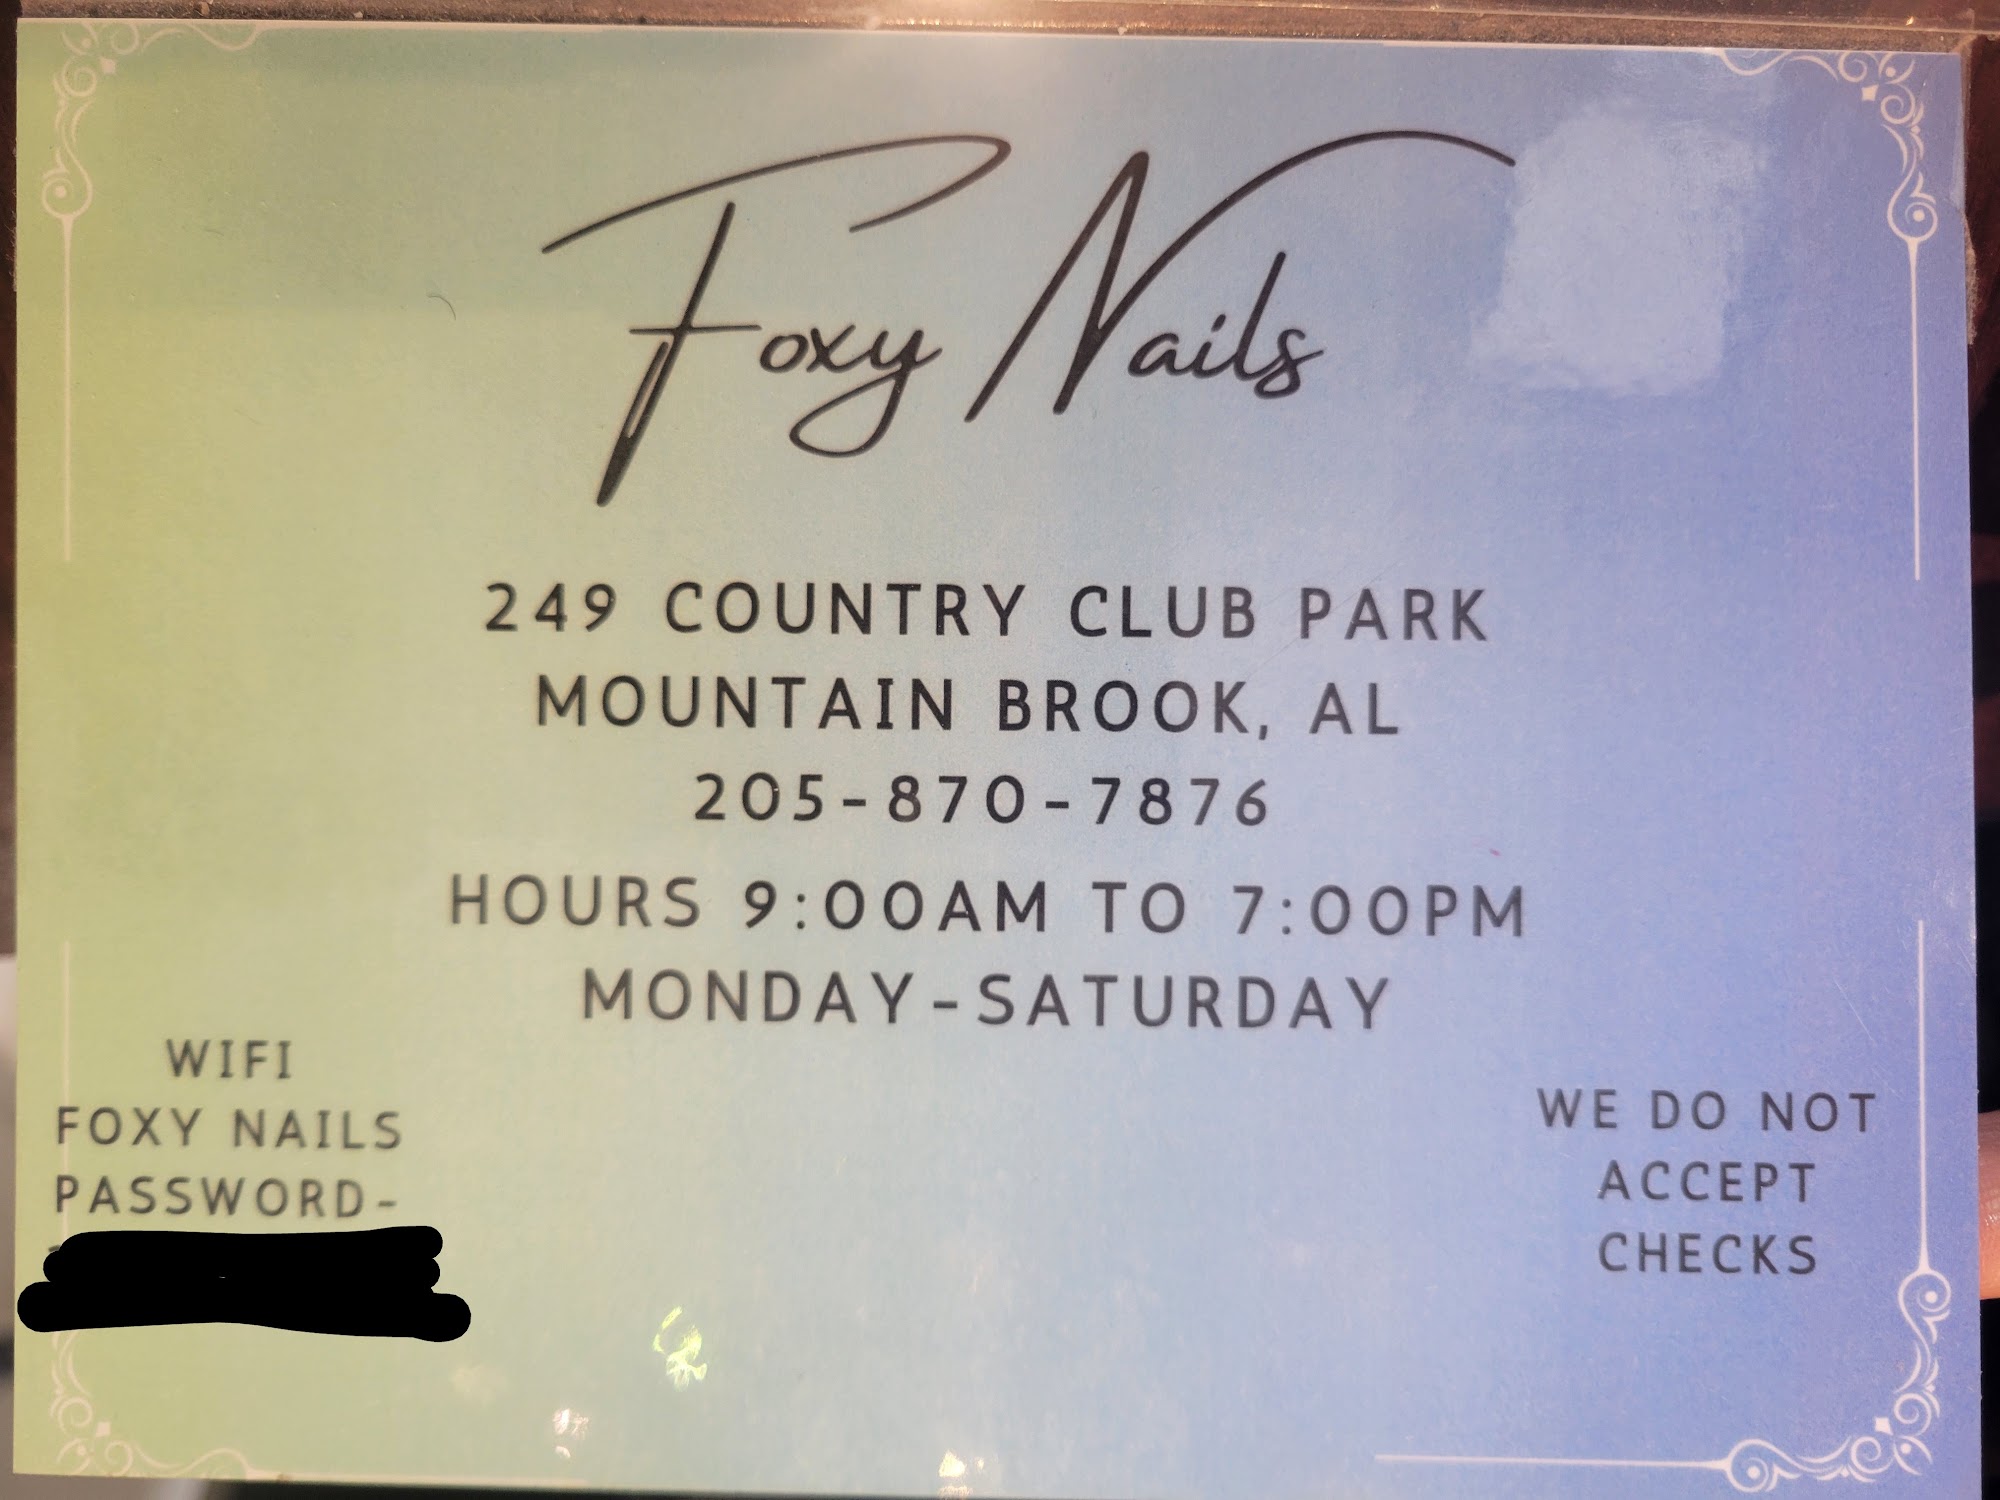 Foxy Nails
249 COUNTRY CLUB PARK
MOUNTAIN BROOK, AL
205-870-7876
HOURS 9:00AM TO 7:00PM
MONDAY-SATURDAY
WIFI
FOXY NAILS
PASSWORD-
WE DO NOT
ACCEPT
CHECKS